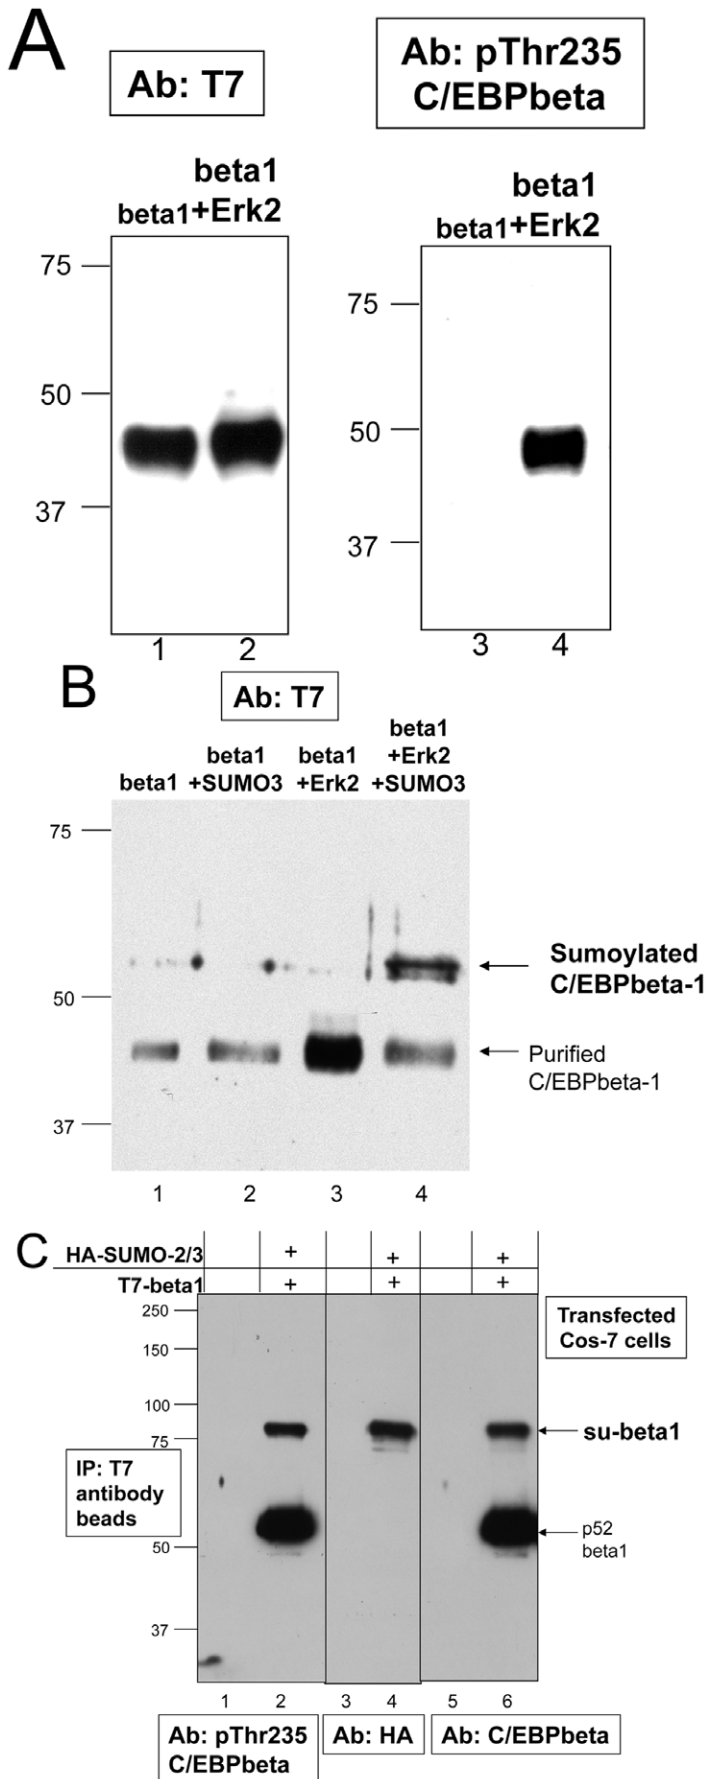 A
Ab: T7
Ab: pThr235
C/EBPbeta
beta1
beta1 +Erk2
beta1
beta1 +Erk2
75
50
37
75
50
37
1 2
3 4
B
Ab: T7
beta1
beta1
+SUMO3
beta1
+Erk2
beta1
+Erk2
+SUMO3
75
50
37
Sumoylated
C/EBPbeta-1
Purified
C/EBPbeta-1
1 2 3 4
C
HA-SUMO-2/3 + + +
T7-beta1 + + +
250
150
100
75
50
37
Transfected
Cos-7 cells
su-beta1
IP: T7
antibody
beads
p52
beta1
1 2 3 4 5 6
Ab: pThr235
C/EBPbeta
Ab: HA
Ab: C/EBPbeta